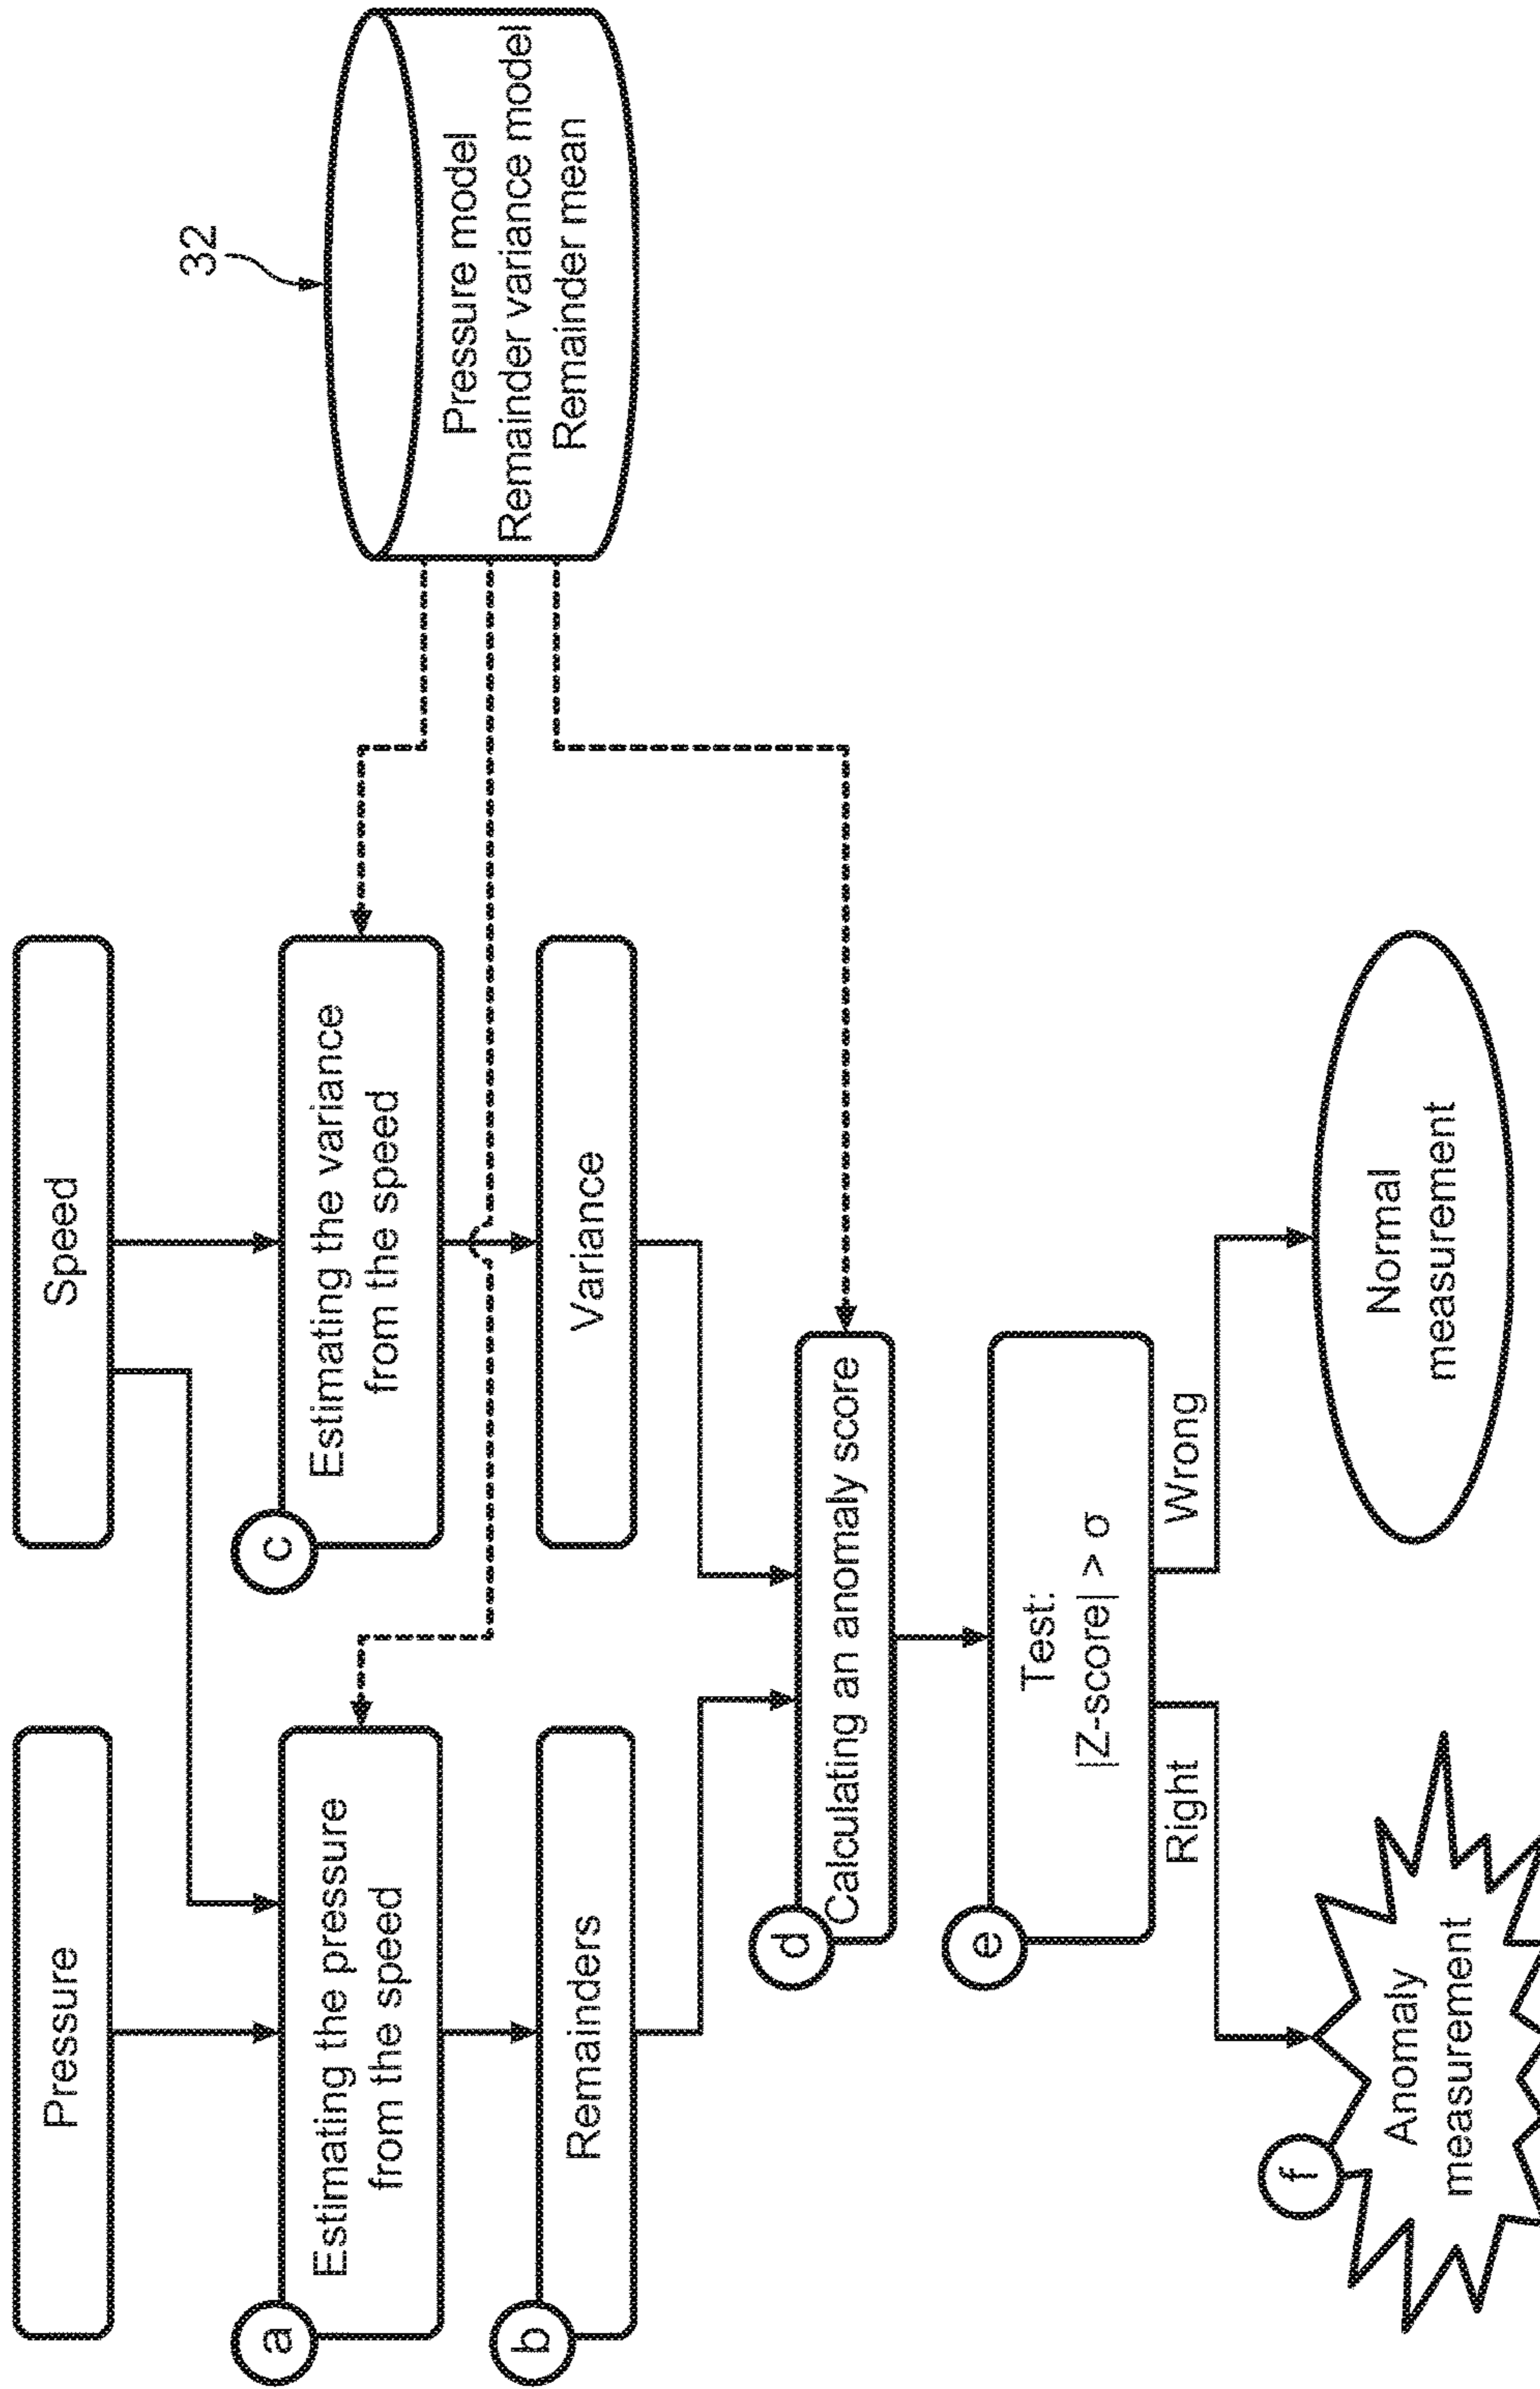 Pressure
Speed
32
a
Estimating the pressure
from the speed
c
Estimating the variance
from the speed
Pressure model
Remainder variance model
Remainder mean
b
Remainders
Variance
d
Calculating an anomaly score
e
Test:
|Z-score| > σ
Right
Wrong
f
Anomaly
measurement
Normal
measurement